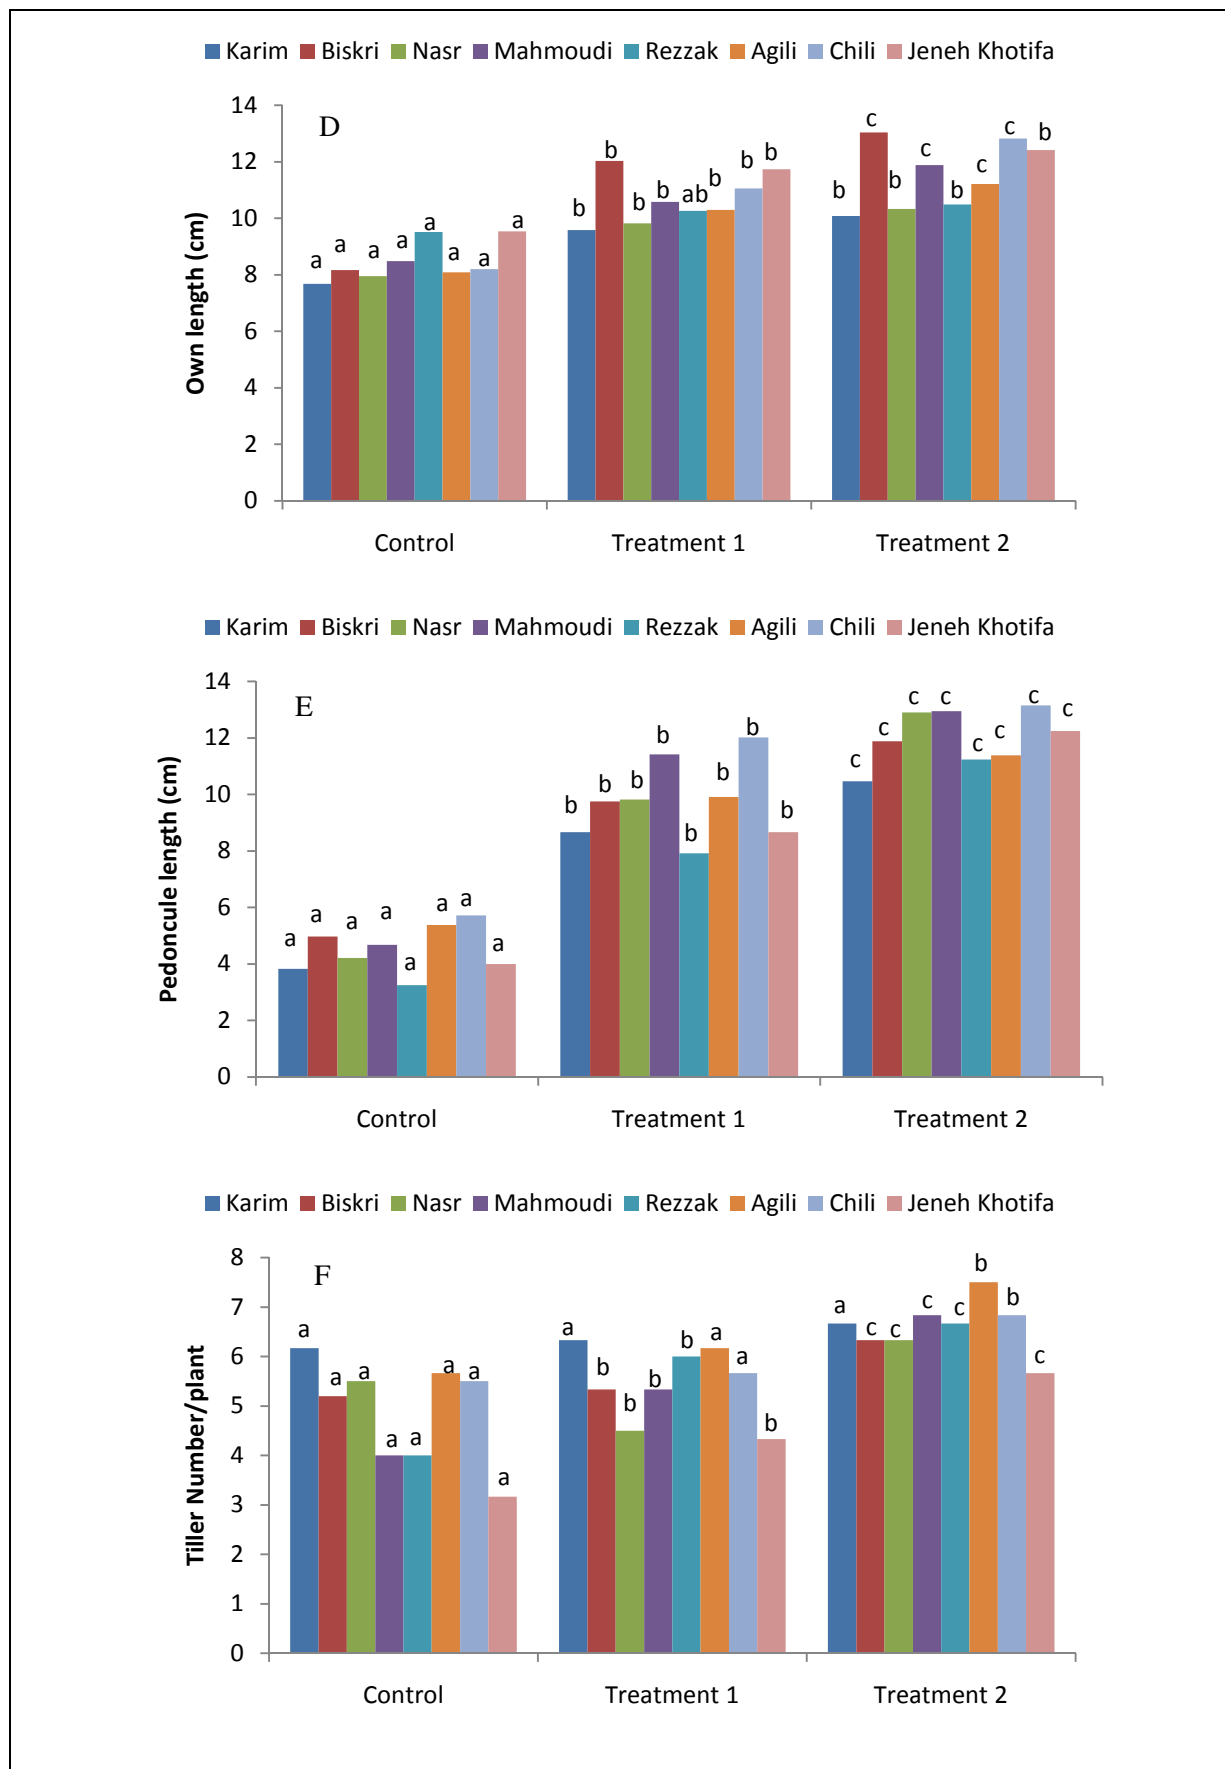 Karim Biskri Nasr Mahmoudi Rezzak Agili Chili Jeneh Khotifa
D
14
12
10
8
6
4
2
0
Own length (cm)
a a a a a a a a
b b b b ab b b b
b c b c b c c b
Control Treatment 1 Treatment 2
Karim Biskri Nasr Mahmoudi Rezzak Agili Chili Jeneh Khotifa
E
14
12
10
8
6
4
2
0
Pedoncule length (cm)
a a a a a a a a
b b b b b b b b
c c c c c c c c
Control Treatment 1 Treatment 2
Karim Biskri Nasr Mahmoudi Rezzak Agili Chili Jeneh Khotifa
F
8
7
6
5
4
3
2
1
0
Tiller Number/plant
a a a a a a a a
a b b b b a a b
a c c c c b b c
Control Treatment 1 Treatment 2